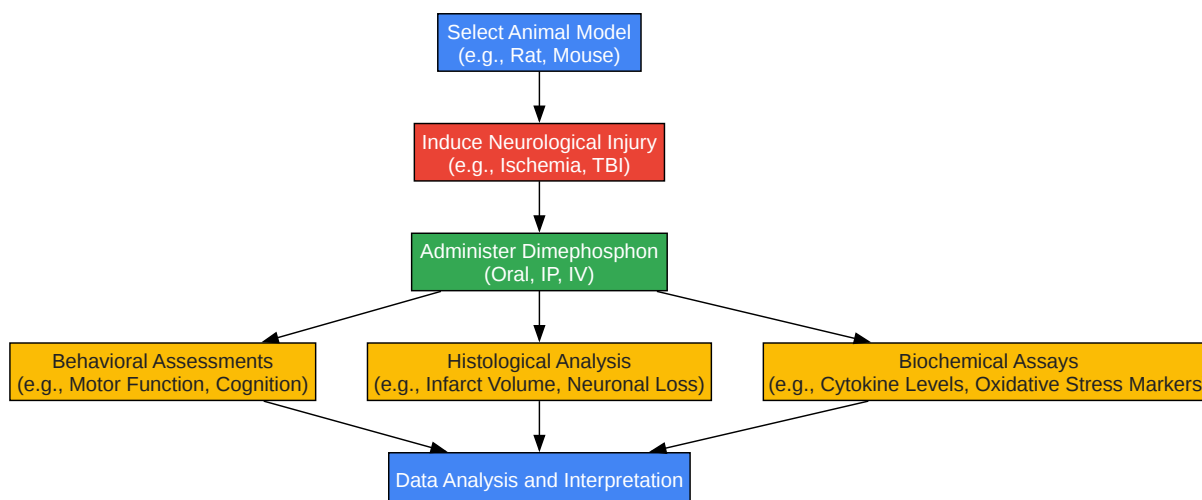 Select Animal Model
(e.g., Rat, Mouse)
Induce Neurological Injury
(e.g., Ischemia, TBI)
Administer Dimephosphon
(Oral, IP, IV)
Behavioral Assessments
(e.g., Motor Function, Cognition)
Histological Analysis
(e.g., Infarct Volume, Neuronal Loss)
Biochemical Assays
(e.g., Cytokine Levels, Oxidative Stress Markers
Data Analysis and Interpretation